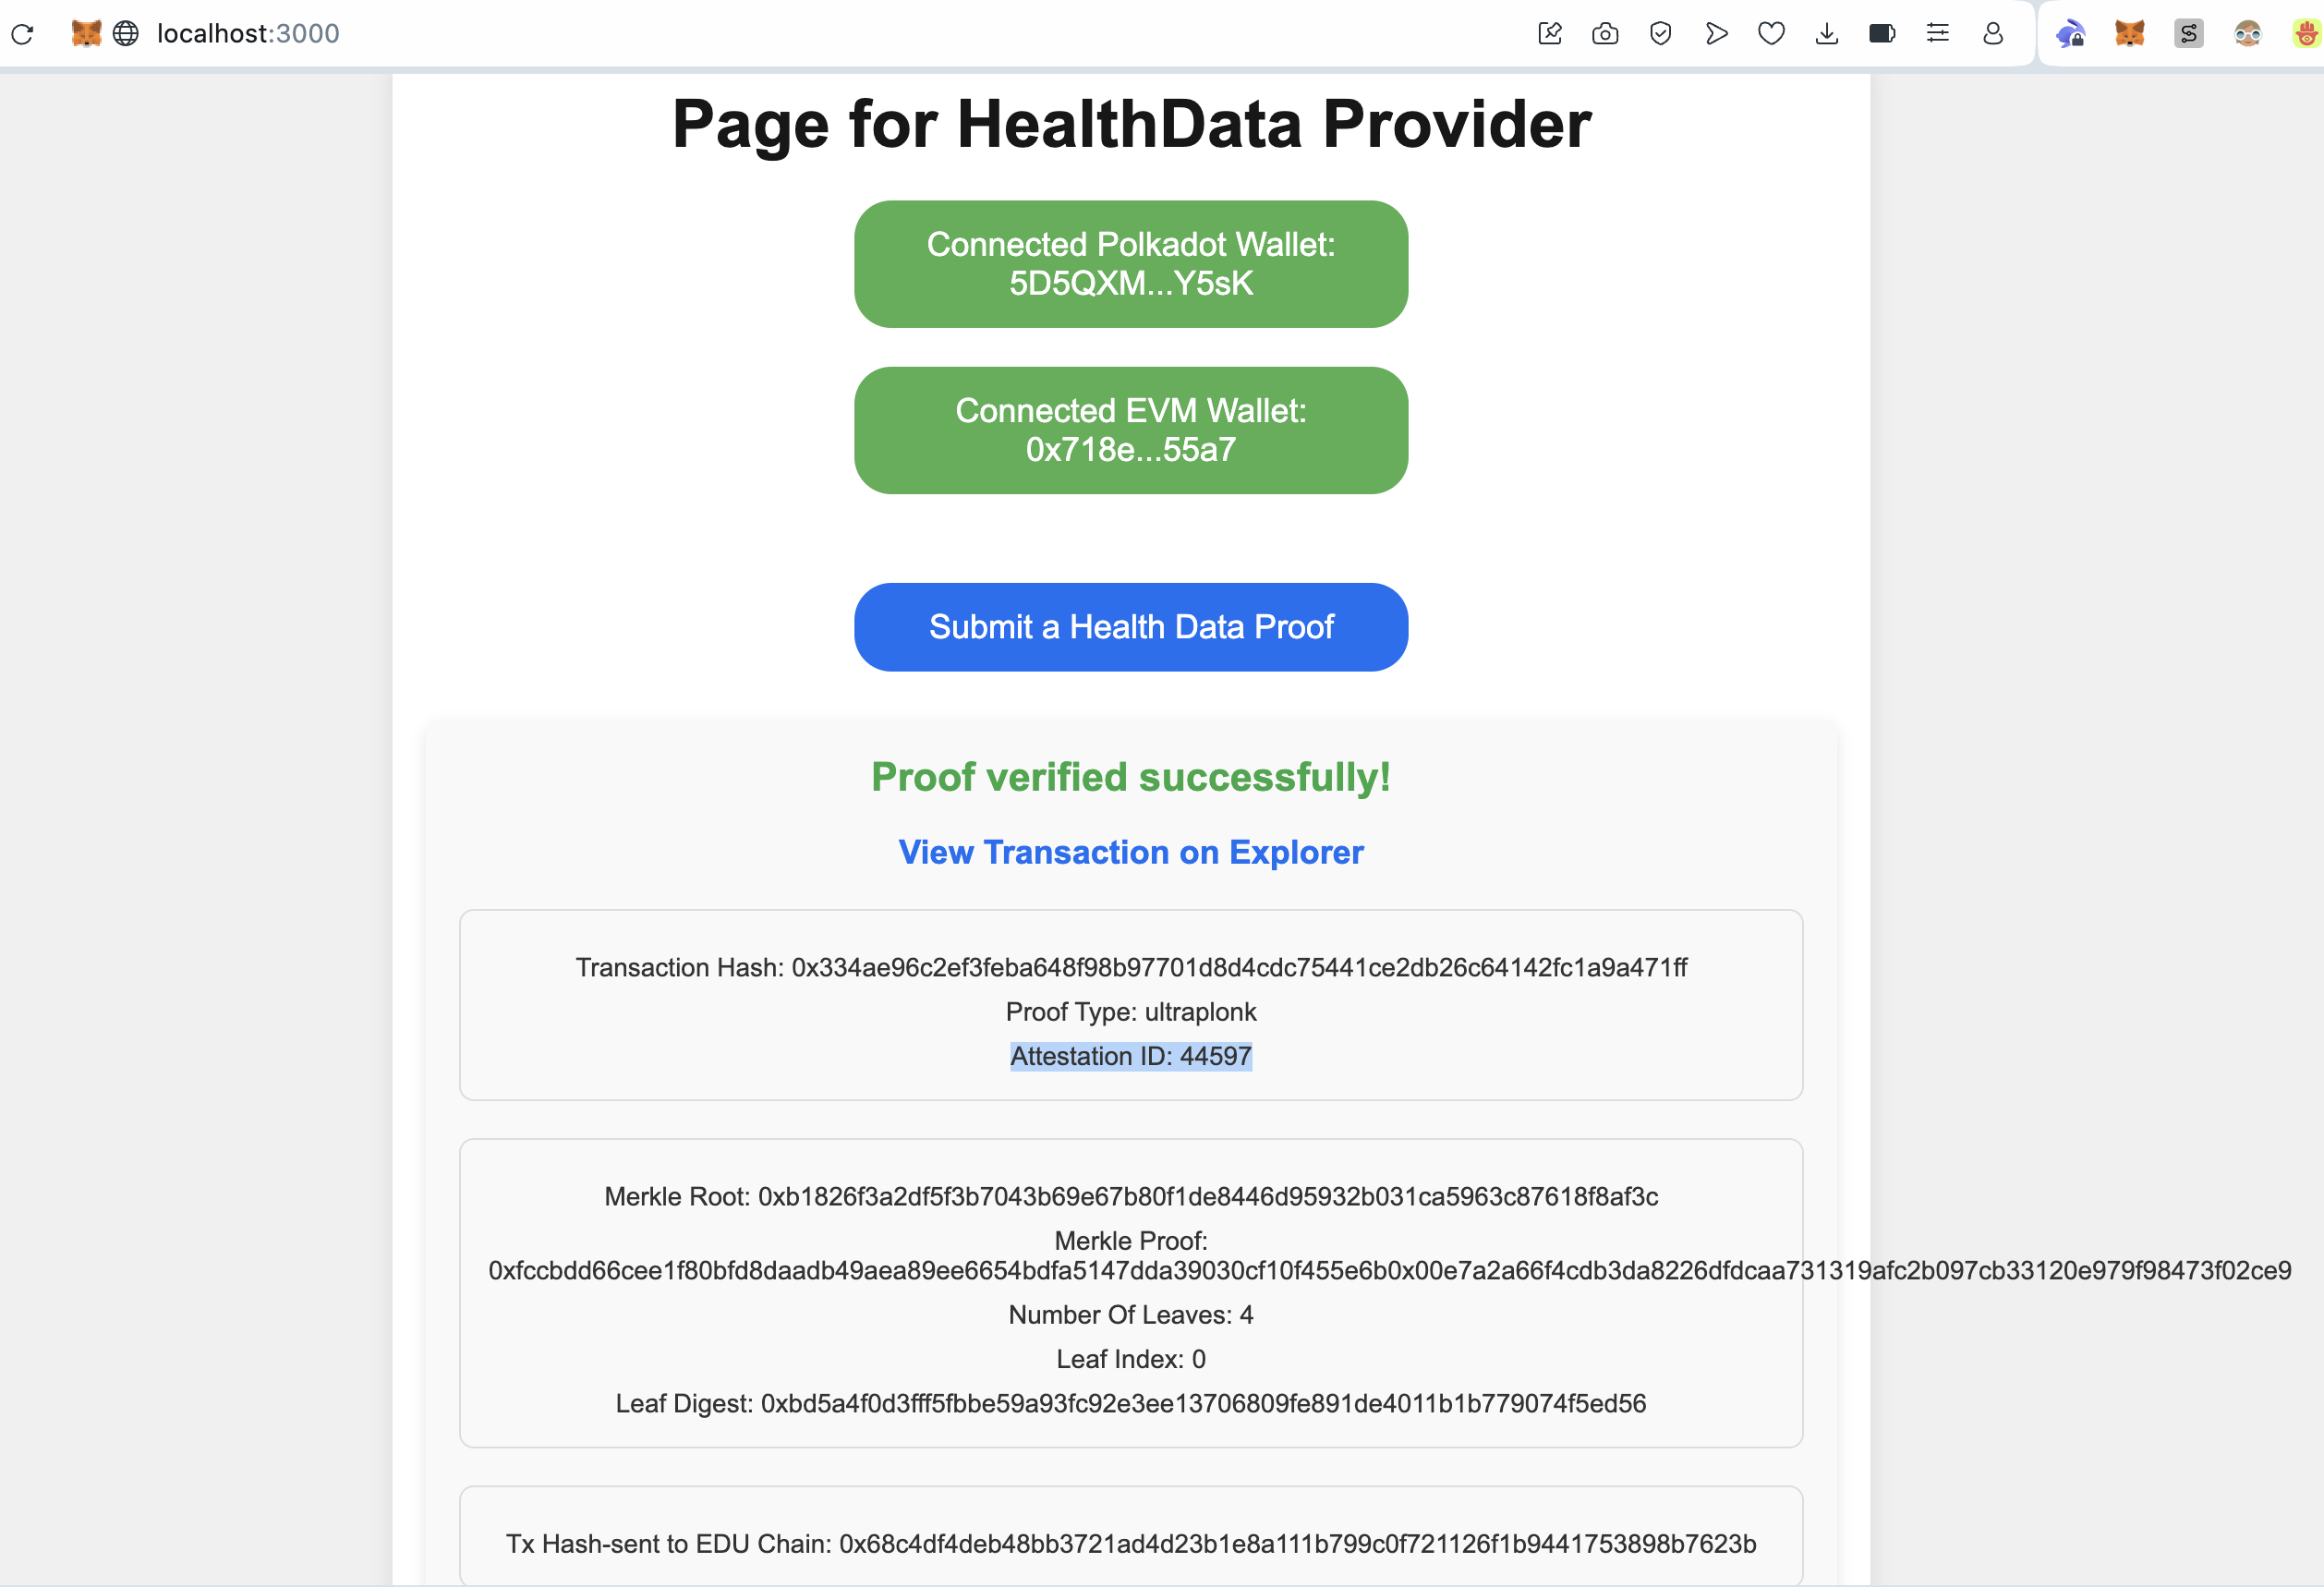 localhost:3000
Page for HealthData Provider
Connected Polkadot Wallet:
5D5QXM...Y5sK
Connected EVM Wallet:
0x718e...55a7
Submit a Health Data Proof
Proof verified successfully!
View Transaction on Explorer
Transaction Hash: 0x334ae96c2ef3feba648f98b97701d8d4cdc75441ce2db26c64142fc1a9a471ff
Proof Type: ultraplonk
Attestation ID: 44597
Merkle Root: 0xb1826f3a2df5f3b7043b69e67b80f1de8446d95932b031ca5963c87618f8af3c
Merkle Proof:
0xfccbdd66cee1f80bfd8daadb49aea89ee6654bdfa5147dda39030cf10f455e6b0x00e7a2a66f4cdb3da8226dfdcaa731319afc2b097cb33120e979f98473f02ce9
Number Of Leaves: 4
Leaf Index: 0
Leaf Digest: 0xbd5a4f0d3fff5fbbe59a93fc92e3ee13706809fe891de4011b1b779074f5ed56
Tx Hash-sent to EDU Chain: 0x68c4df4deb48bb3721ad4d23b1e8a111b799c0f721126f1b9441753898b7623b